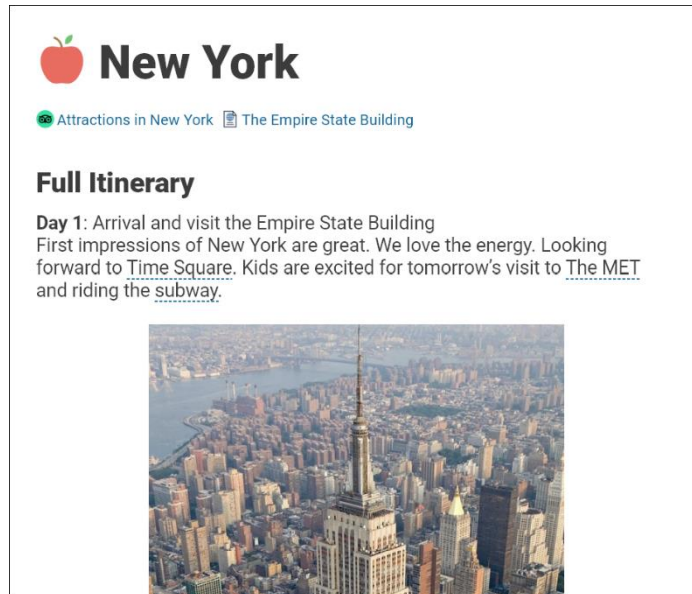 New York
Attractions in New York The Empire State Building
Full Itinerary
Day 1: Arrival and visit the Empire State Building
First impressions of New York are great. We love the energy. Looking
forward to Time Square. Kids are excited for tomorrow's visit to The MET
and riding the subway.